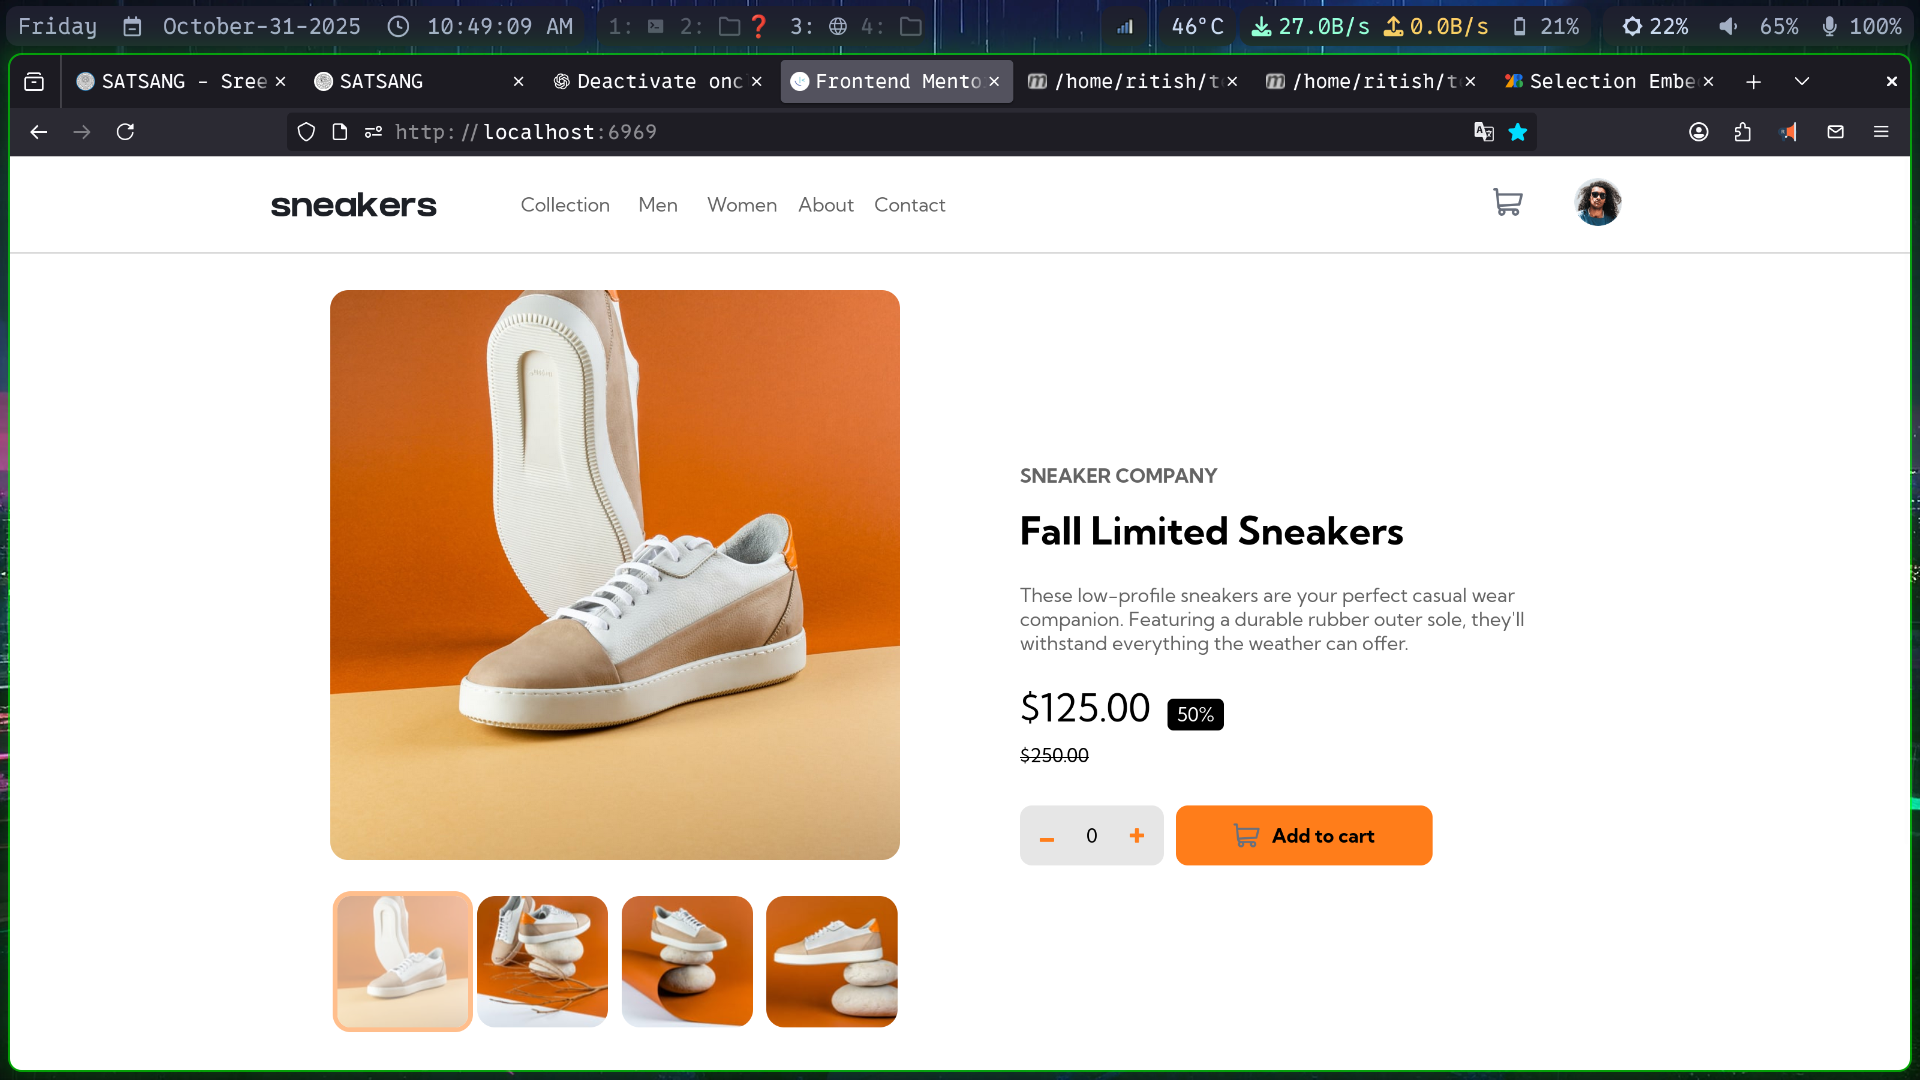 Friday October-31-2025 10:49:09 AM 1: 2: ❓ 3: 4: 46°C 27.0B/s 0.0B/s 21% 22% 65% 100%
SATSANG - Sree SATSANG Deactivate onc Frontend Mento /home/ritish/t /home/ritish/t Selection Embe
http://localhost:6969
sneakers Collection Men Women About Contact
SNEAKER COMPANY
Fall Limited Sneakers
These low-profile sneakers are your perfect casual wear
companion. Featuring a durable rubber outer sole, they'll
withstand everything the weather can offer.
$125.00 50%
$250.00
– 0 + Add to cart